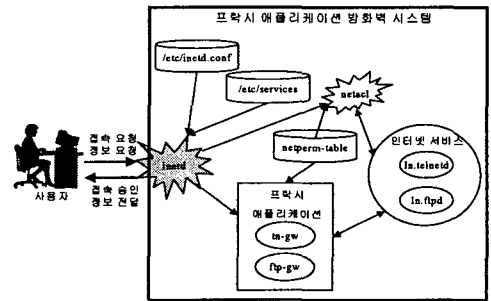 프락시 애플리케이션 방화벽 시스템
/etc/inetd.conf
/etc/services
netacl
접속 요청
정보 요청
inetd
netperm-table
인터넷 서비스
in.telnetd
in.ftpd
사용자
접속 승인
정보 전달
프락시
애플리케이션
tn-gw
ftp-gw